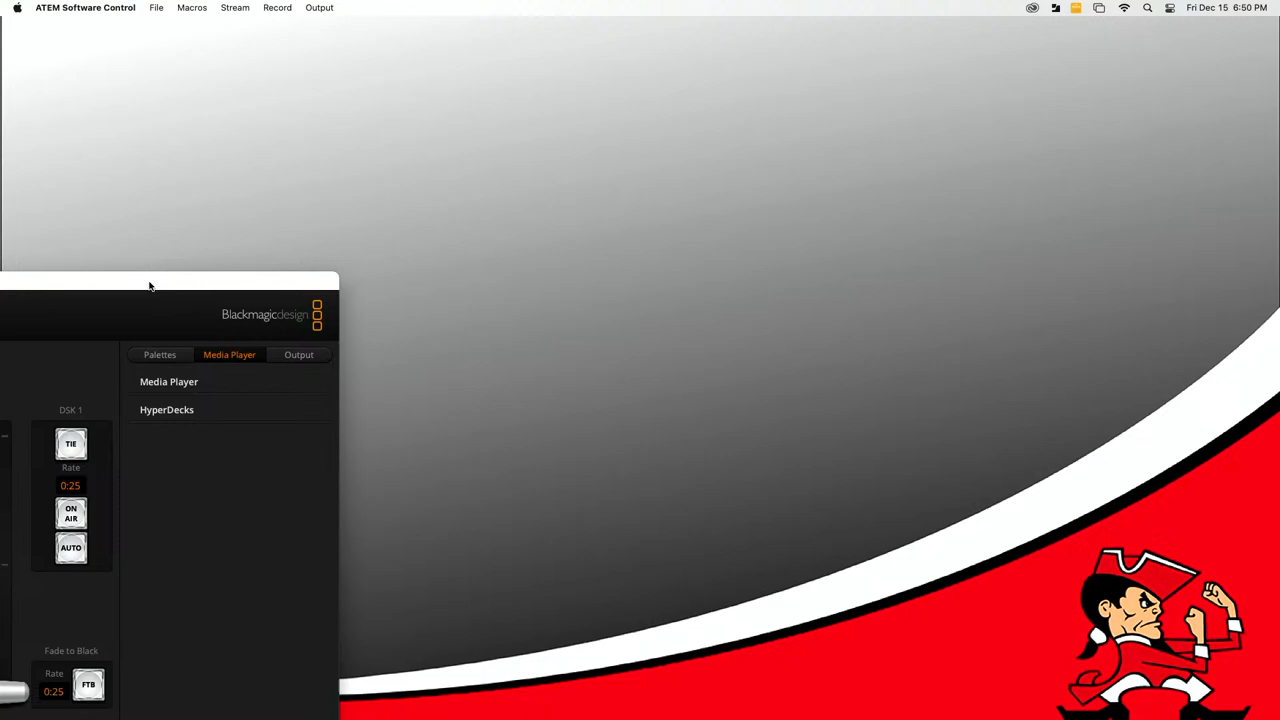 ATEM Software Control File Macros Stream Record Output Fri Dec 15 6:50 PM
Blackmagicdesign
Palettes Media Player Output
Media Player
HyperDecks
DSK 1
TIE
Rate
0:25
ON
AIR
AUTO
Fade to Black
Rate
0:25
FTB